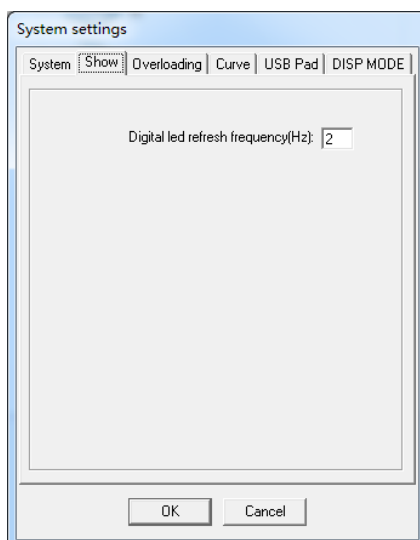 System settings
System Show Overloading Curve USB Pad DISP MODE
Digital led refresh frequency(Hz): 2
OK Cancel